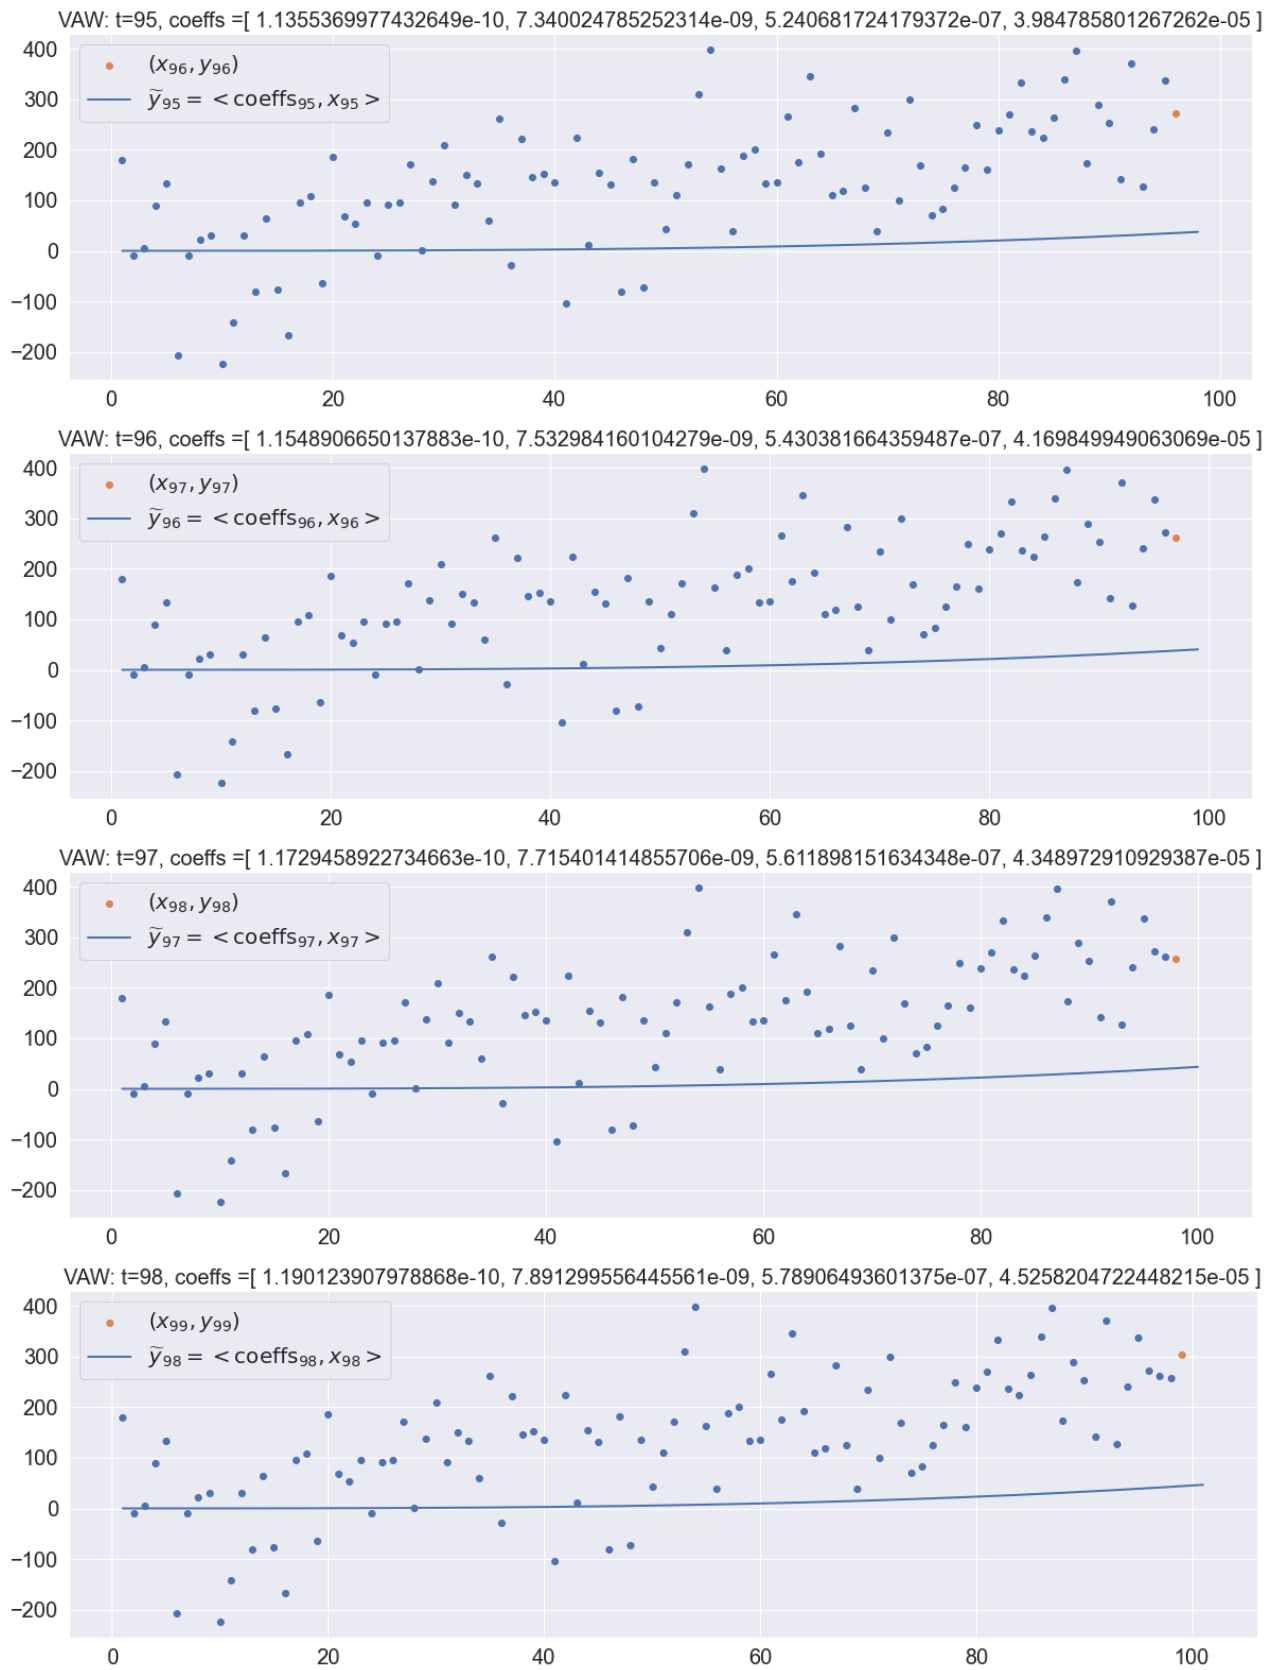 VAW: t=95, coeffs =[ 1.1355369977432649e-10, 7.340024785252314e-09, 5.240681724179372e-07, 3.984785801267262e-05 ]
400
300
200
100
0
−100
−200
(x₉₆, y₉₆)
ỹ₉₅ = <coeffs₉₅, x₉₅>
0 20 40 60 80 100
VAW: t=96, coeffs =[ 1.1548906650137883e-10, 7.532984160104279e-09, 5.430381664359487e-07, 4.169849949063069e-05 ]
400
300
200
100
0
−100
−200
(x₉₇, y₉₇)
ỹ₉₆ = <coeffs₉₆, x₉₆>
0 20 40 60 80 100
VAW: t=97, coeffs =[ 1.1729458922734663e-10, 7.715401414855706e-09, 5.611898151634348e-07, 4.348972910929387e-05 ]
400
300
200
100
0
−100
−200
(x₉₈, y₉₈)
ỹ₉₇ = <coeffs₉₇, x₉₇>
0 20 40 60 80 100
VAW: t=98, coeffs =[ 1.190123907978868e-10, 7.891299556445561e-09, 5.78906493601375e-07, 4.5258204722448215e-05 ]
400
300
200
100
0
−100
−200
(x₉₉, y₉₉)
ỹ₉₈ = <coeffs₉₈, x₉₈>
0 20 40 60 80 100